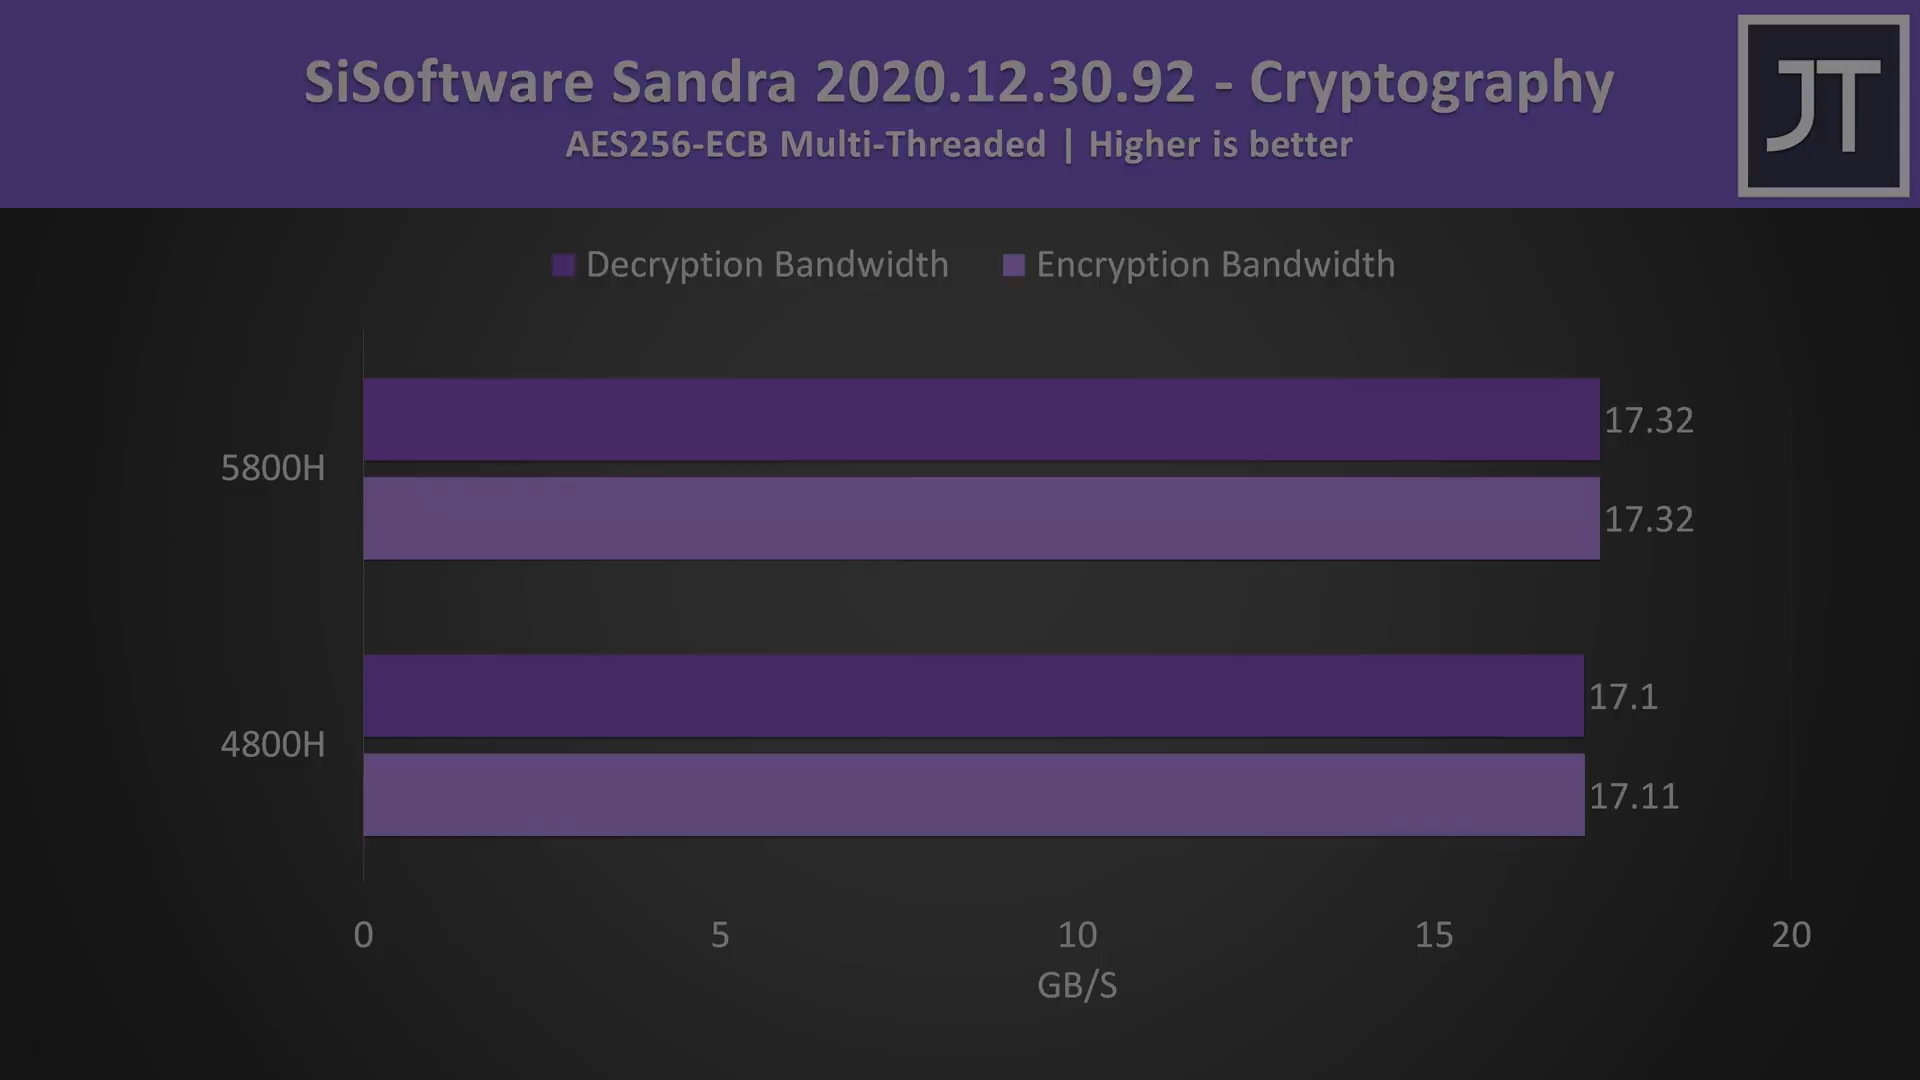 SiSoftware Sandra 2020.12.30.92 - Cryptography
AES256-ECB Multi-Threaded | Higher is better
JT
Decryption Bandwidth
Encryption Bandwidth
5800H
17.32
17.32
4800H
17.1
17.11
0 5 10 15 20
GB/S